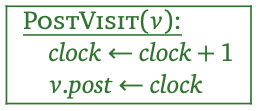 PostVisit(v):
clock ← clock + 1
v.post ← clock